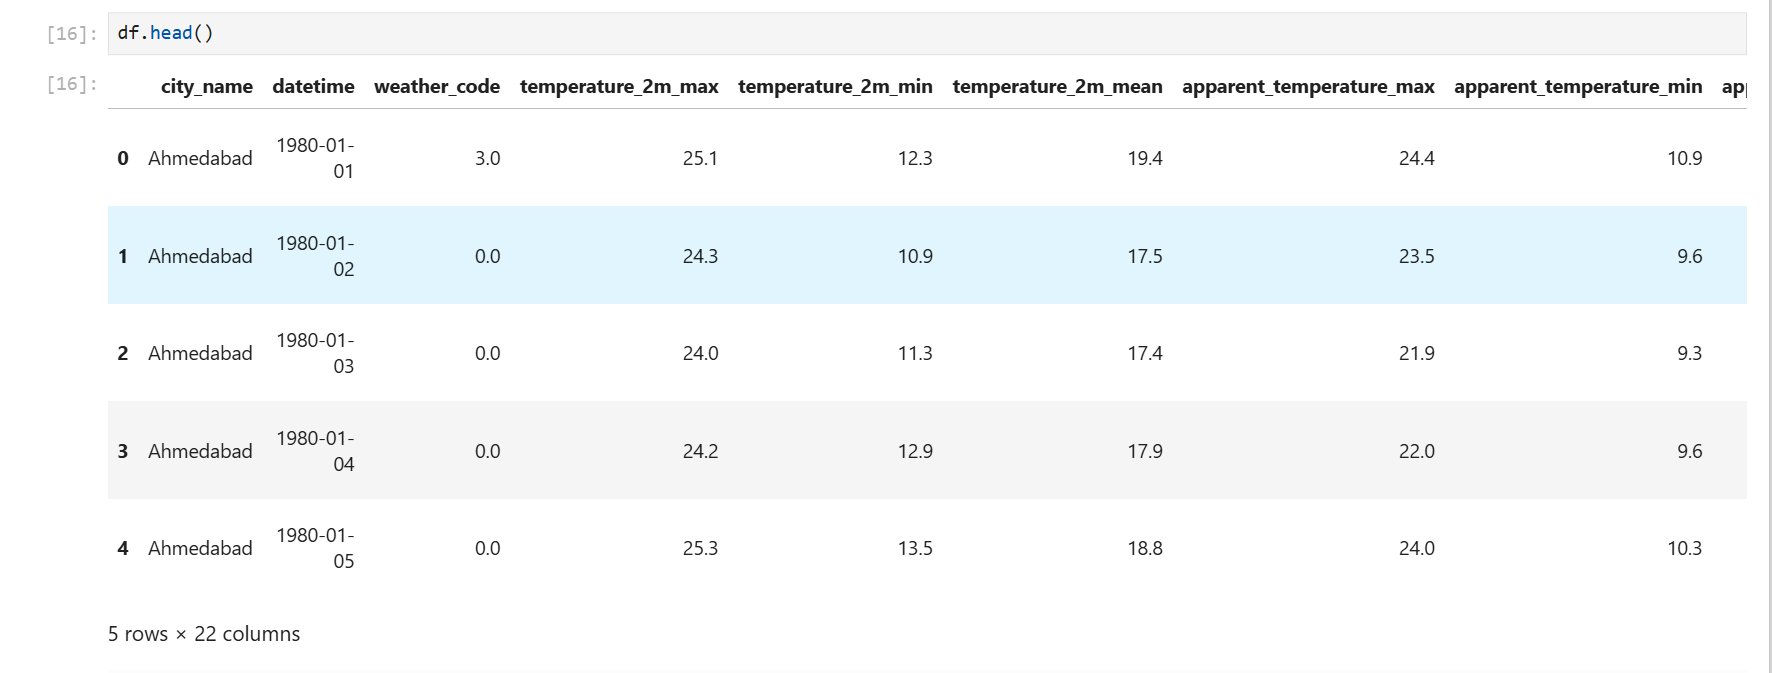 [16]: df.head()
[16]: city_name datetime weather_code temperature_2m_max temperature_2m_min temperature_2m_mean apparent_temperature_max apparent_temperature_min
0 Ahmedabad 1980-01-01 3.0 25.1 12.3 19.4 24.4 10.9
1 Ahmedabad 1980-01-02 0.0 24.3 10.9 17.5 23.5 9.6
2 Ahmedabad 1980-01-03 0.0 24.0 11.3 17.4 21.9 9.3
3 Ahmedabad 1980-01-04 0.0 24.2 12.9 17.9 22.0 9.6
4 Ahmedabad 1980-01-05 0.0 25.3 13.5 18.8 24.0 10.3
5 rows × 22 columns